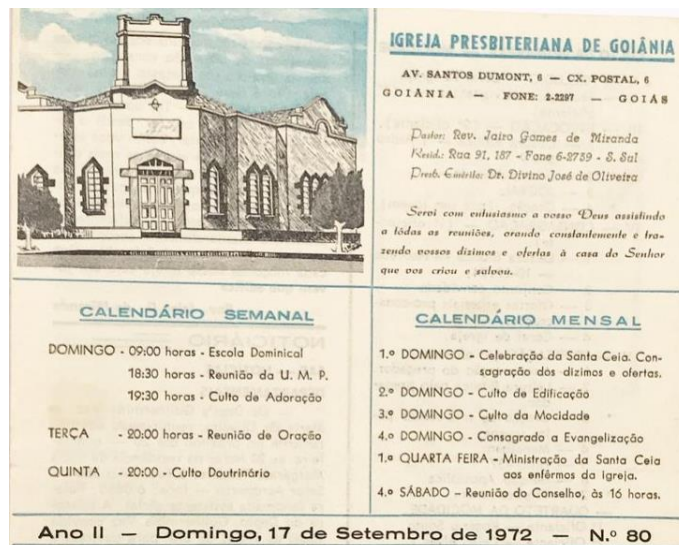 IGREJA PRESBITERIANA DE GOIÂNIA
AV. SANTOS DUMONT, 6 — CX. POSTAL, 6
GOIÂNIA — FONE: 2-2297 — GOIÁS
Pastor: Rev. Jairo Gomes de Miranda
Resid.: Rua 91, 187 - Fone 6-2759 - S. Sul
Presb. Emérito: Dr. Divino José de Oliveira
Servi com entusiasmo a vosso Deus assistindo
a tôdas as reuniões, orando constantemente e tra-
zendo vossos dízimos e ofertas à casa do Senhor
que vos criou e salvou.
CALENDÁRIO SEMANAL
DOMINGO - 09:00 horas - Escola Dominical
18:30 horas - Reunião da U. M. P.
19:30 horas - Culto de Adoração
TERÇA - 20:00 horas - Reunião de Oração
QUINTA - 20:00 - Culto Doutrinário
CALENDÁRIO MENSAL
1.º DOMINGO - Celebração da Santa Ceia. Con-
sagração dos dízimos e ofertas.
2.º DOMINGO - Culto de Edificação
3.º DOMINGO - Culto da Mocidade
4.º DOMINGO - Consagrado a Evangelização
1.a QUARTA FEIRA - Ministração da Santa Ceia
aos enfêrmos da igreja.
4.º SÁBADO - Reunião do Conselho, às 16 horas.
Ano II — Domingo, 17 de Setembro de 1972 — N.º 80